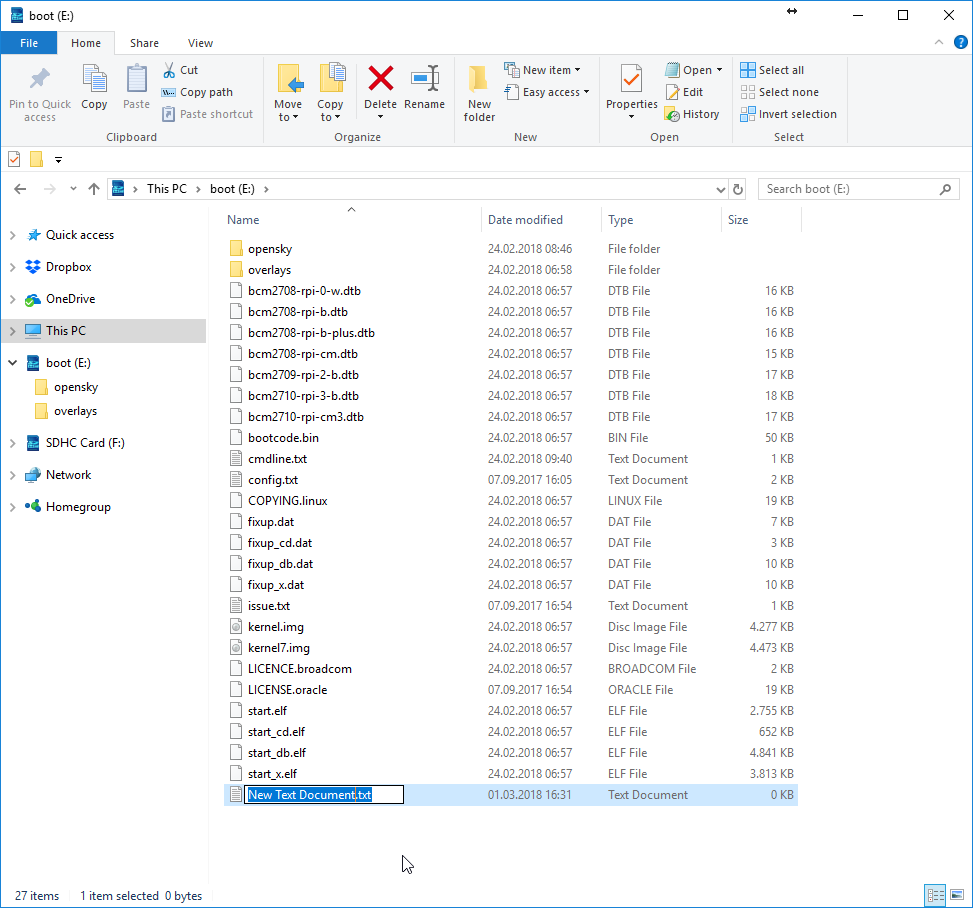 boot (E:)
File Home Share View
Pin to Quick access
Copy
Paste
Cut
Copy path
Paste shortcut
Clipboard
Move to
Copy to
Delete
Rename
Organize
New folder
New item
Easy access
New
Properties
Open
Edit
History
Open
Select all
Select none
Invert selection
Select
This PC boot (E:)
Search boot (E:)
Quick access
Dropbox
OneDrive
This PC
boot (E:)
opensky
overlays
SDHC Card (F:)
Network
Homegroup
Name Date modified Type Size
opensky 24.02.2018 08:46 File folder
overlays 24.02.2018 06:58 File folder
bcm2708-rpi-0-w.dtb 24.02.2018 06:57 DTB File 16 KB
bcm2708-rpi-b.dtb 24.02.2018 06:57 DTB File 16 KB
bcm2708-rpi-b-plus.dtb 24.02.2018 06:57 DTB File 16 KB
bcm2708-rpi-cm.dtb 24.02.2018 06:57 DTB File 15 KB
bcm2709-rpi-2-b.dtb 24.02.2018 06:57 DTB File 17 KB
bcm2710-rpi-3-b.dtb 24.02.2018 06:57 DTB File 18 KB
bcm2710-rpi-cm3.dtb 24.02.2018 06:57 DTB File 17 KB
bootcode.bin 24.02.2018 06:57 BIN File 50 KB
cmdline.txt 24.02.2018 09:40 Text Document 1 KB
config.txt 07.09.2017 16:05 Text Document 2 KB
COPYING.linux 24.02.2018 06:57 LINUX File 19 KB
fixup.dat 24.02.2018 06:57 DAT File 7 KB
fixup_cd.dat 24.02.2018 06:57 DAT File 3 KB
fixup_db.dat 24.02.2018 06:57 DAT File 10 KB
fixup_x.dat 24.02.2018 06:57 DAT File 10 KB
issue.txt 07.09.2017 16:54 Text Document 1 KB
kernel.img 24.02.2018 06:57 Disc Image File 4.277 KB
kernel7.img 24.02.2018 06:57 Disc Image File 4.473 KB
LICENCE.broadcom 24.02.2018 06:57 BROADCOM File 2 KB
LICENSE.oracle 07.09.2017 16:54 ORACLE File 19 KB
start.elf 24.02.2018 06:57 ELF File 2.755 KB
start_cd.elf 24.02.2018 06:57 ELF File 652 KB
start_db.elf 24.02.2018 06:57 ELF File 4.841 KB
start_x.elf 24.02.2018 06:57 ELF File 3.813 KB
New Text Document.txt 01.03.2018 16:31 Text Document 0 KB
27 items 1 item selected 0 bytes